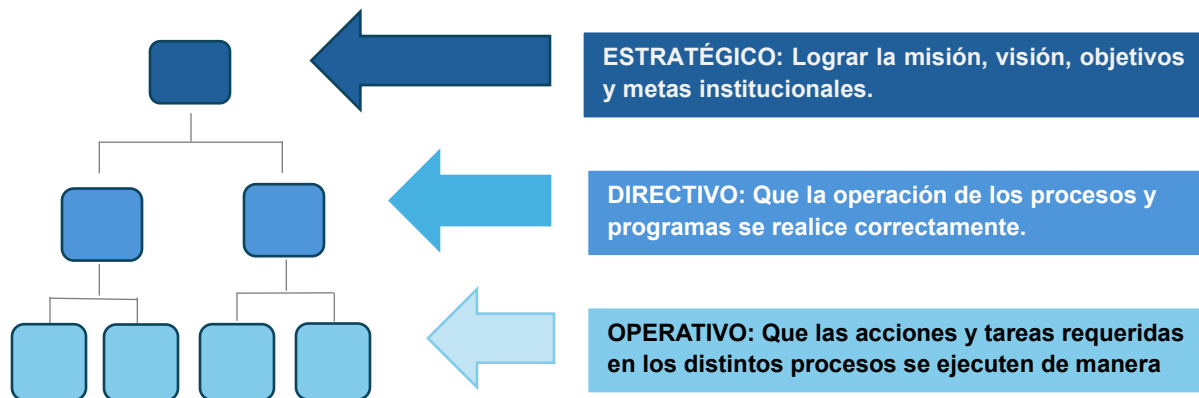 ESTRATÉGICO: Lograr la misión, visión, objetivos
y metas institucionales.
DIRECTIVO: Que la operación de los procesos y
programas se realice correctamente.
OPERATIVO: Que las acciones y tareas requeridas
en los distintos procesos se ejecuten de manera